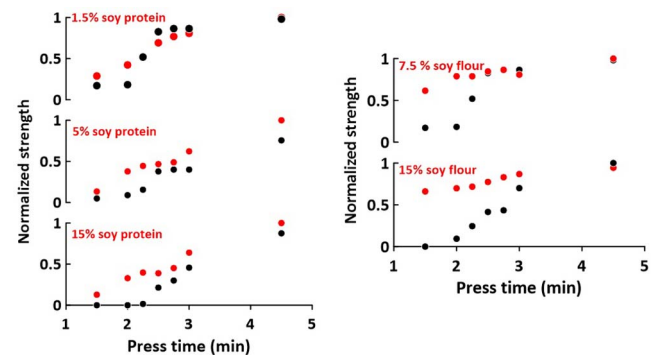 1
1.5% soy protein
0.5
0
1
5% soy protein
0.5
0
1
15% soy protein
0.5
0
1 2 3 4 5
Normalized strength
Press time (min)
1
7.5 % soy flour
0.5
0
1
15% soy flour
0.5
0
1 2 3 4 5
Normalized strength
Press time (min)